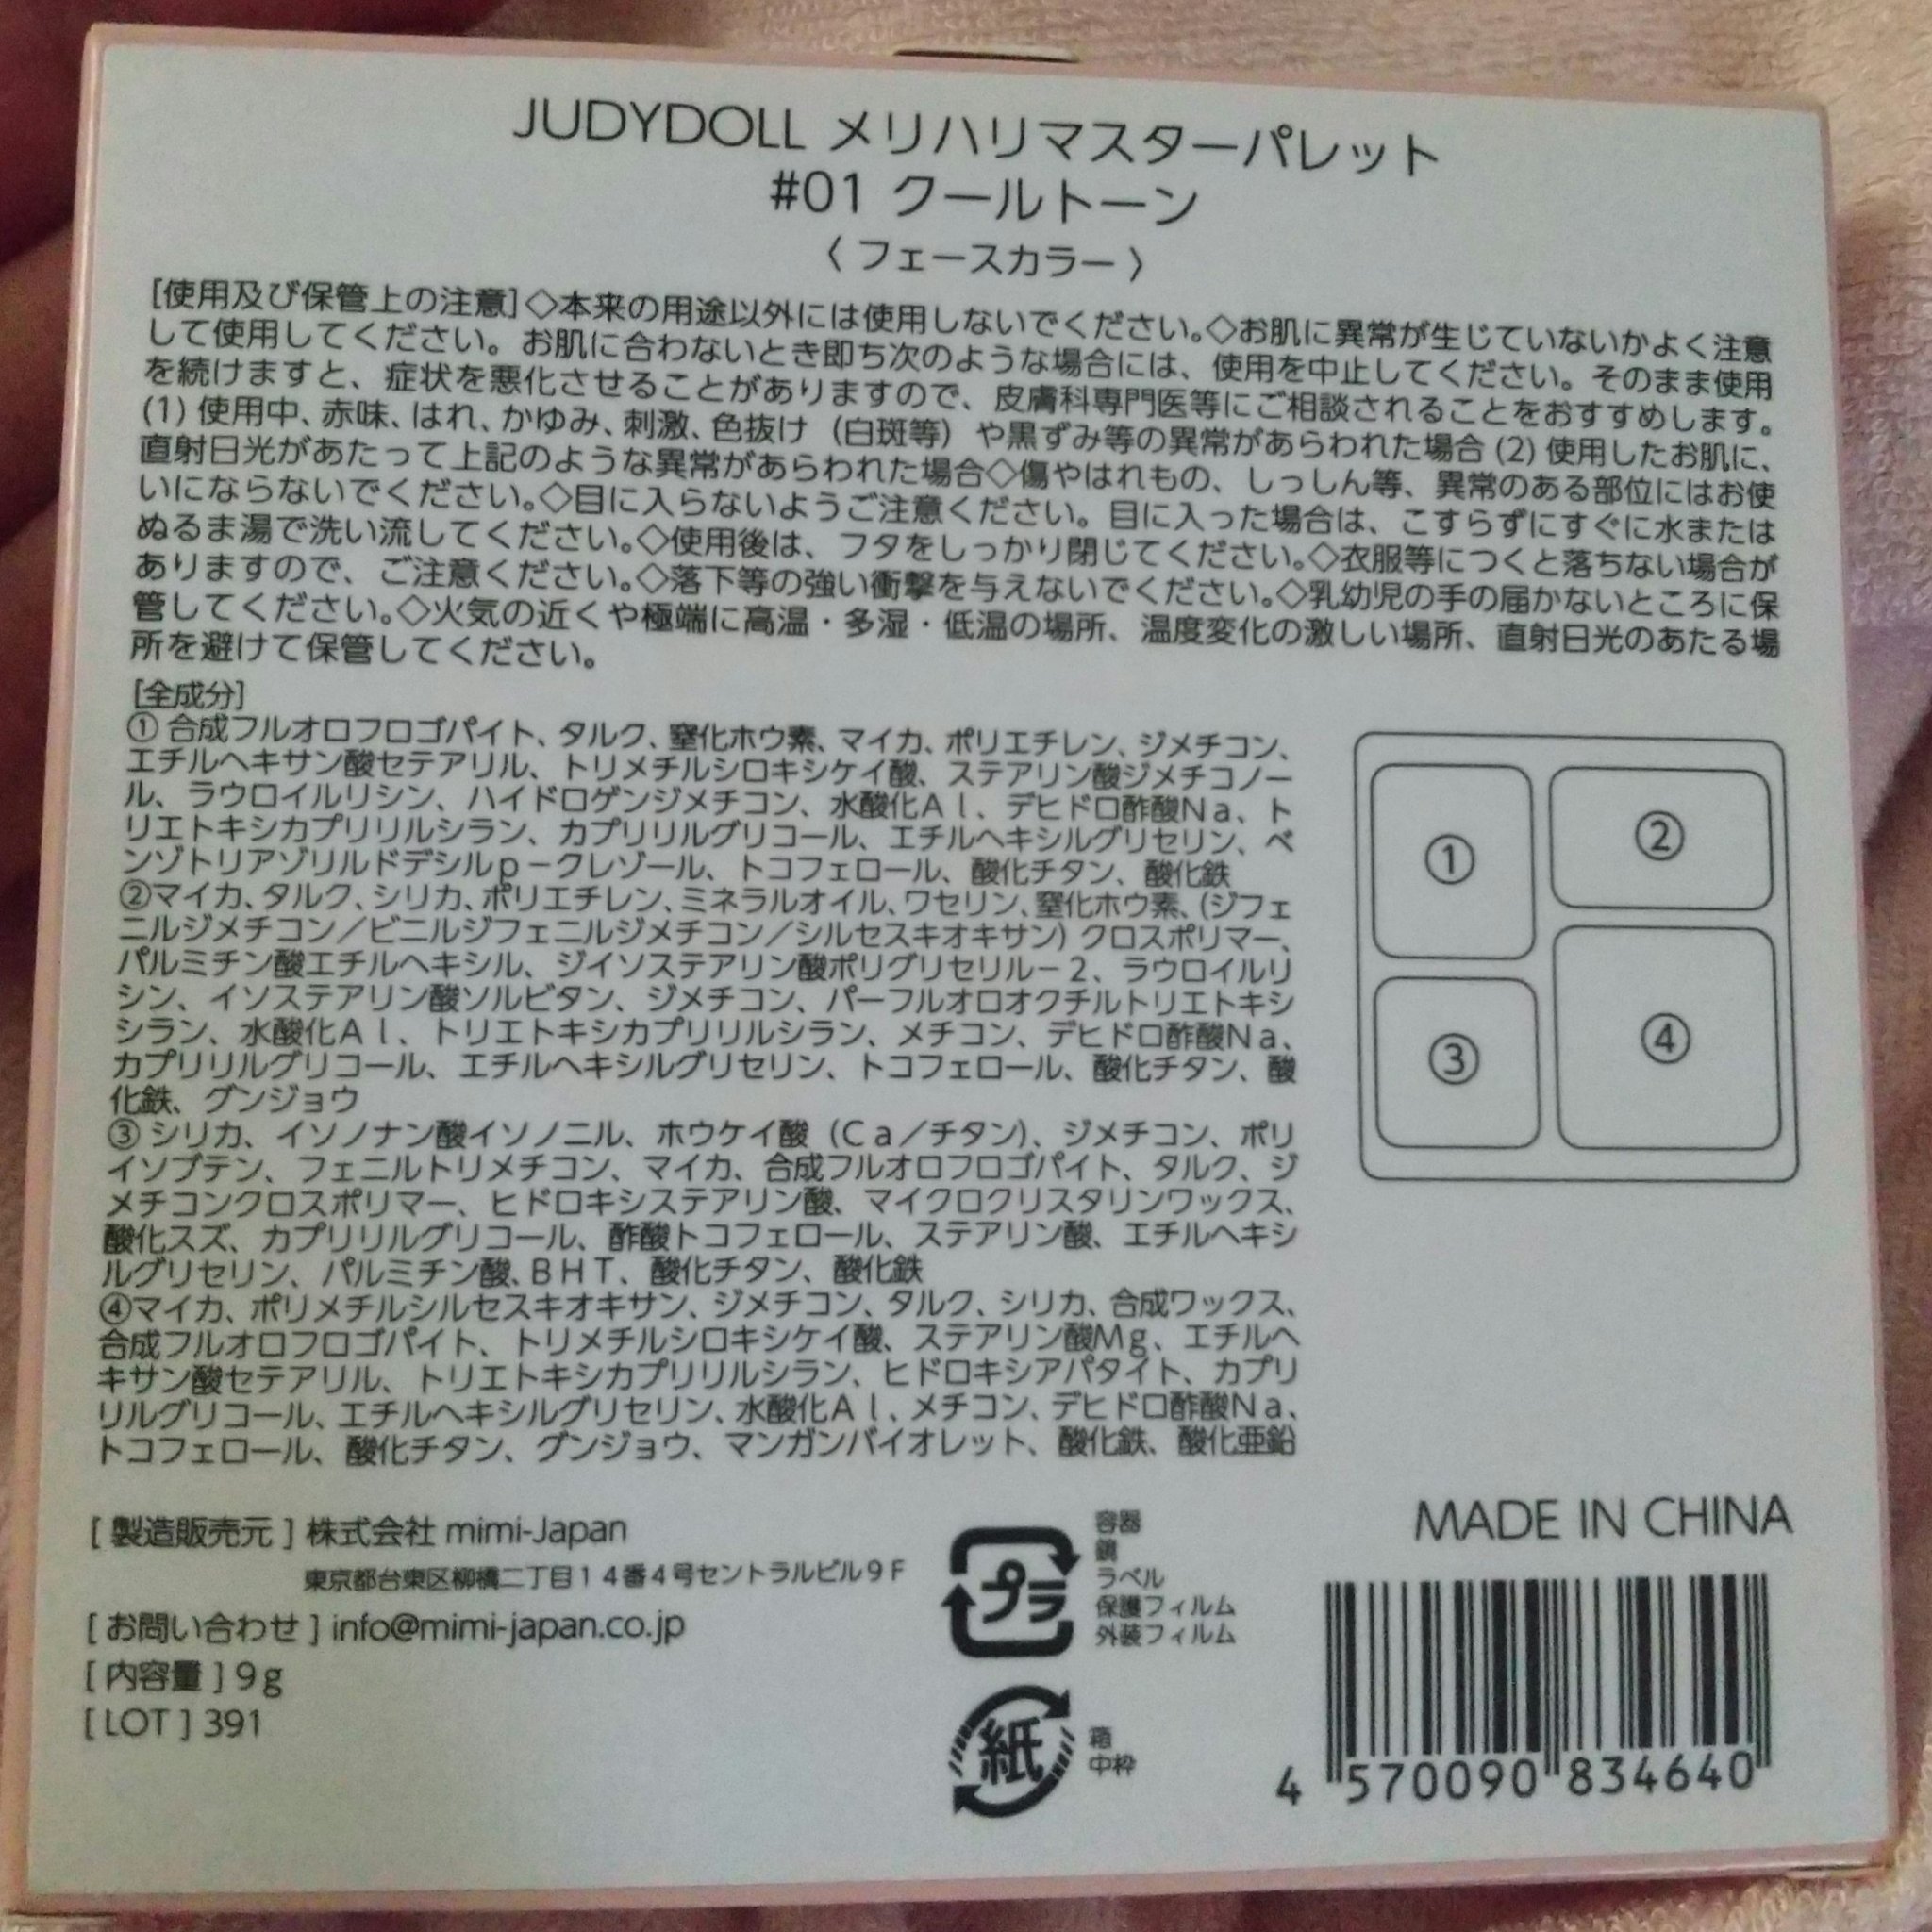 JUDYDOLL メリハリマスターパレット
#01 クールトーン
〈 フェースカラー 〉
[使用及び保管上の注意]◇本来の用途以外には使用しないでください。◇お肌に異常が生じていないかよく注意
して使用してください。お肌に合わないとき即ち次のような場合には、使用を中止してください。そのまま使用
を続けますと、症状を悪化させることがありますので、皮膚科専門医等にご相談されることをおすすめします。
(1) 使用中、赤味、はれ、かゆみ、刺激、色抜け（白斑等）や黒ずみ等の異常があらわれた場合 (2) 使用したお肌に、
直射日光があたって上記のような異常があらわれた場合◇傷やはれもの、しっしん等、異常のある部位にはお使
いにならないでください。◇目に入らないようご注意ください。目に入った場合は、こすらずにすぐに水または
ぬるま湯で洗い流してください。◇使用後は、フタをしっかり閉じてください。◇衣服等につくと落ちない場合が
ありますので、ご注意ください。◇落下等の強い衝撃を与えないでください。◇乳幼児の手の届かないところに保
管してください。◇火気の近くや極端に高温・多湿・低温の場所、温度変化の激しい場所、直射日光のあたる場
所を避けて保管してください。
[全成分]
① 合成フルオロフロゴパイト、タルク、窒化ホウ素、マイカ、ポリエチレン、ジメチコン、
エチルヘキサン酸セテアリル、トリメチルシロキシケイ酸、ステアリン酸ジメチコノー
ル、ラウロイルリシン、ハイドロゲンジメチコン、水酸化Ａｌ、デヒドロ酢酸Ｎａ、ト
リエトキシカプリリルシラン、カプリリルグリコール、エチルヘキシルグリセリン、ベ
ンゾトリアゾリルドデシルｐ－クレゾール、トコフェロール、酸化チタン、酸化鉄
②マイカ、タルク、シリカ、ポリエチレン、ミネラルオイル、ワセリン、窒化ホウ素、(ジフェ
ニルジメチコン／ビニルジフェニルジメチコン／シルセスキオキサン) クロスポリマー、
パルミチン酸エチルヘキシル、ジイソステアリン酸ポリグリセリル－２、ラウロイルリ
シン、イソステアリン酸ソルビタン、ジメチコン、パーフルオロオクチルトリエトキシ
シラン、水酸化Ａｌ、トリエトキシカプリリルシラン、メチコン、デヒドロ酢酸Ｎａ、
カプリリルグリコール、エチルヘキシルグリセリン、トコフェロール、酸化チタン、酸
化鉄、グンジョウ
③ シリカ、イソノナン酸イソノニル、ホウケイ酸（Ｃａ／チタン）、ジメチコン、ポリ
イソブテン、フェニルトリメチコン、マイカ、合成フルオロフロゴパイト、タルク、ジ
メチコンクロスポリマー、ヒドロキシステアリン酸、マイクロクリスタリンワックス、
酸化スズ、カプリリルグリコール、酢酸トコフェロール、ステアリン酸、エチルヘキシ
ルグリセリン、パルミチン酸、ＢＨＴ、酸化チタン、酸化鉄
④マイカ、ポリメチルシルセスキオキサン、ジメチコン、タルク、シリカ、合成ワックス、
合成フルオロフロゴパイト、トリメチルシロキシケイ酸、ステアリン酸Ｍｇ、エチルヘ
キサン酸セテアリル、トリエトキシカプリリルシラン、ヒドロキシアパタイト、カプリ
リルグリコール、エチルヘキシルグリセリン、水酸化Ａｌ、メチコン、デヒドロ酢酸Ｎａ、
トコフェロール、酸化チタン、グンジョウ、マンガンバイオレット、酸化鉄、酸化亜鉛
①
②
③
④
[ 製造販売元 ] 株式会社 mimi-Japan
東京都台東区柳橋二丁目１４番４号セントラルビル９Ｆ
[ お問い合わせ ] info@mimi-japan.co.jp
[ 内容量 ] 9 g
[ LOT ] 391
プラ
容器
鏡
ラベル
保護フィルム
外装フィルム
紙
箱
中枠
MADE IN CHINA
4 570090 834640